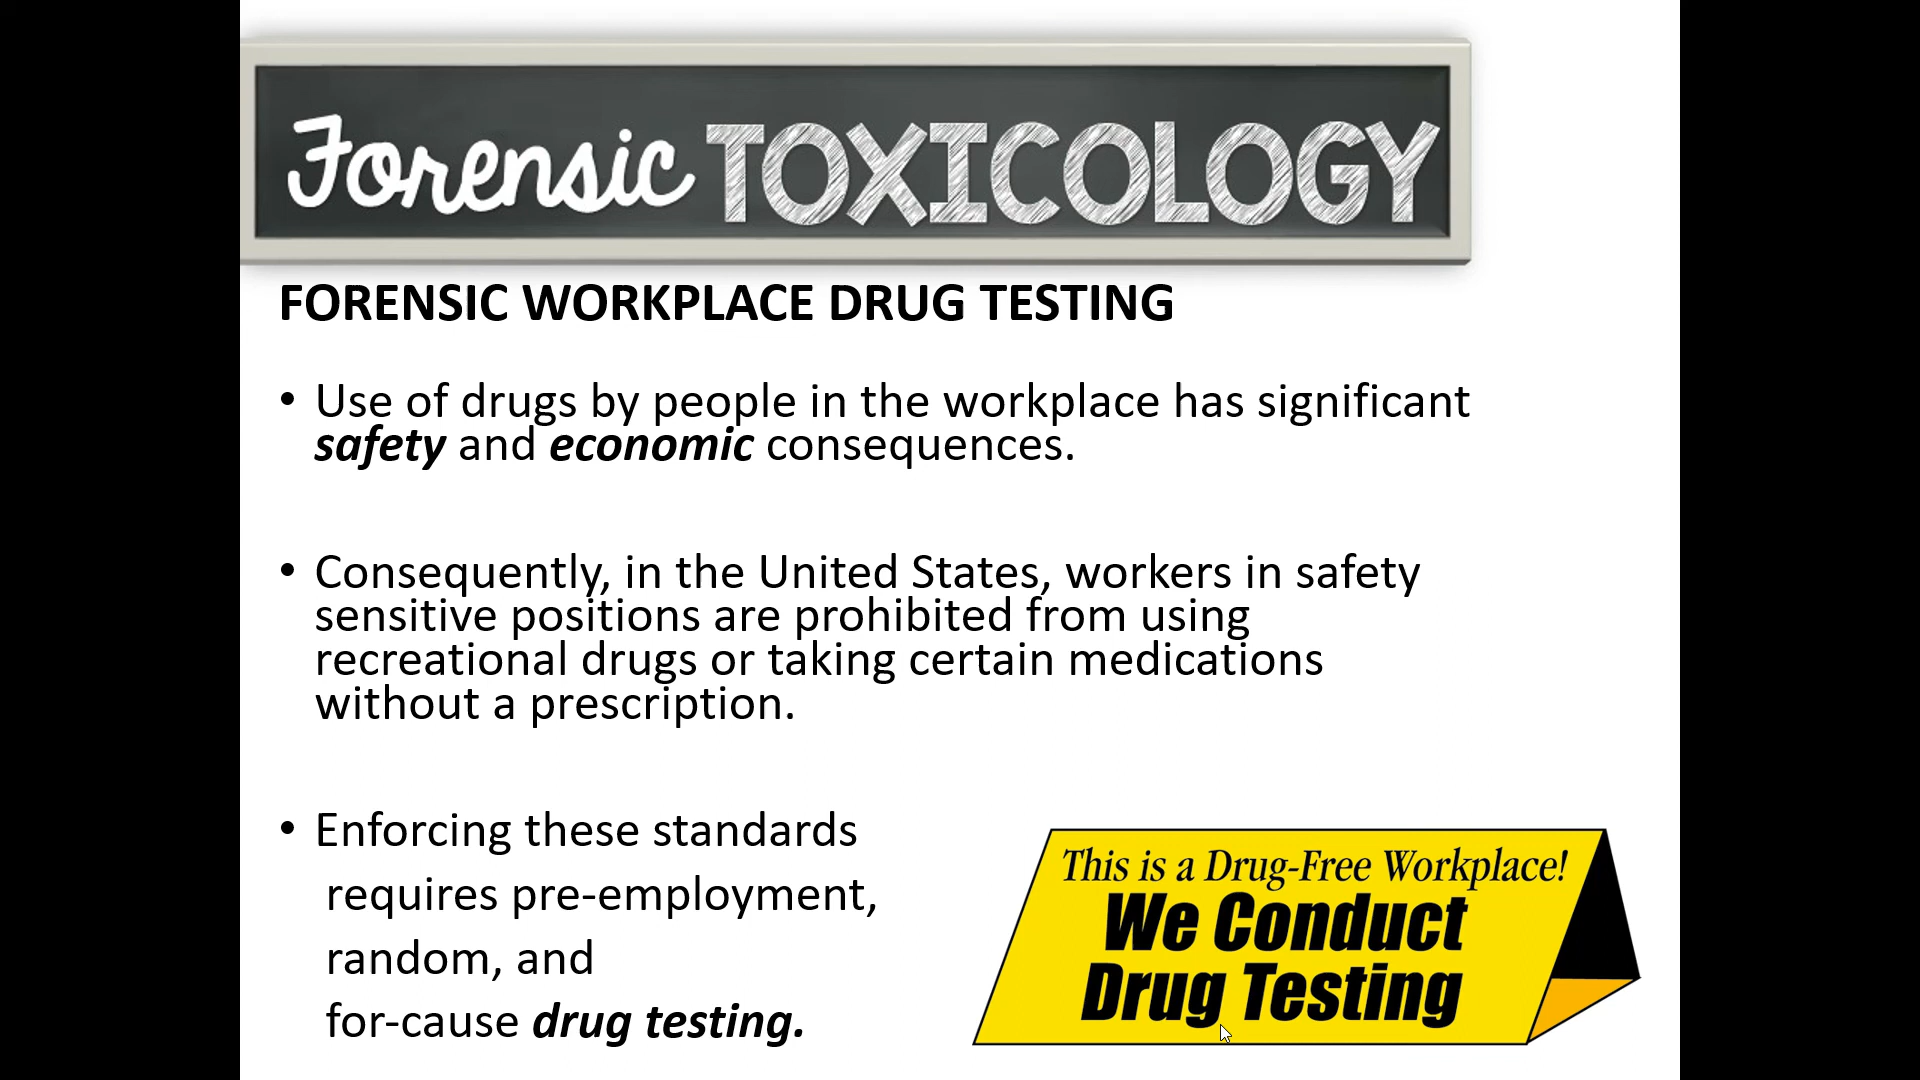 Forensic TOXICOLOGY
FORENSIC WORKPLACE DRUG TESTING
• Use of drugs by people in the workplace has significant
safety and economic consequences.
• Consequently, in the United States, workers in safety
sensitive positions are prohibited from using
recreational drugs or taking certain medications
without a prescription.
• Enforcing these standards
requires pre-employment,
random, and
for-cause drug testing.
This is a Drug-Free Workplace!
We Conduct
Drug Testing